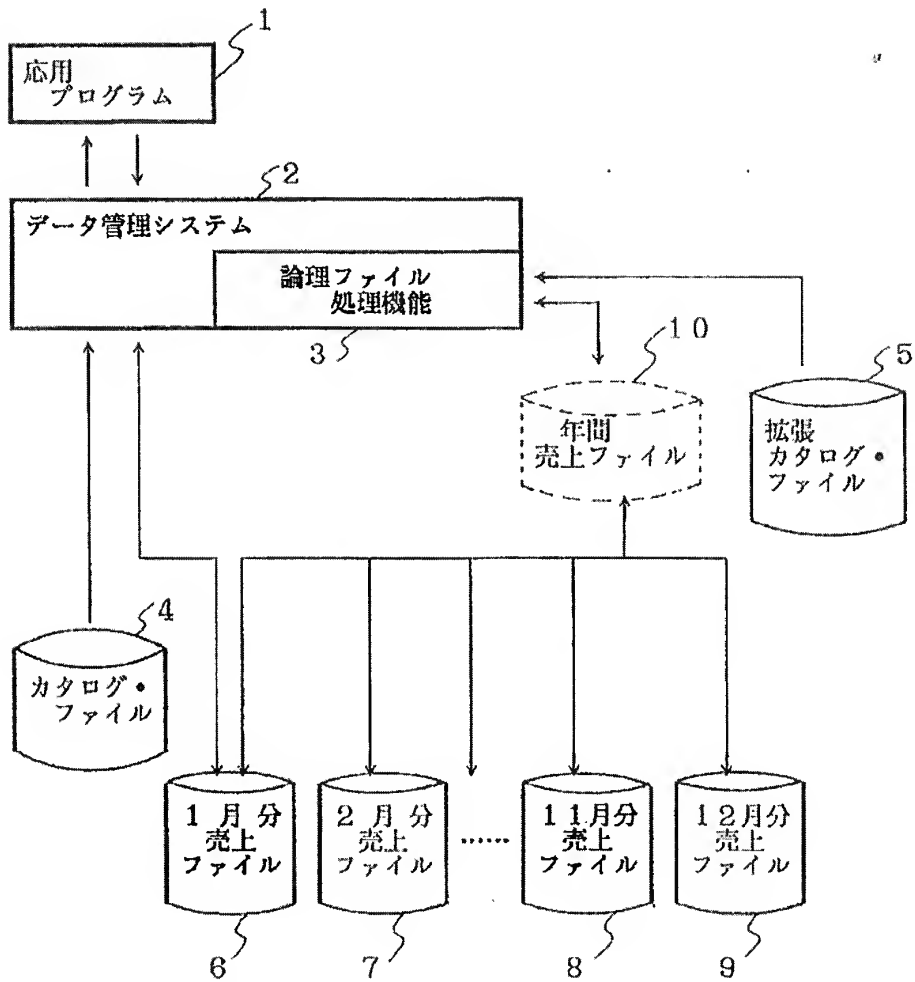 1
応用
プログラム
2
データ管理システム
論理ファイル
処理機能
3
10
5
年間
売上ファイル
拡張
カタログ・
ファイル
4
カタログ・
ファイル
1月分
売上
ファイル
2月分
売上
ファイル
……
11月分
売上
ファイル
12月分
売上
ファイル
6
7
8
9